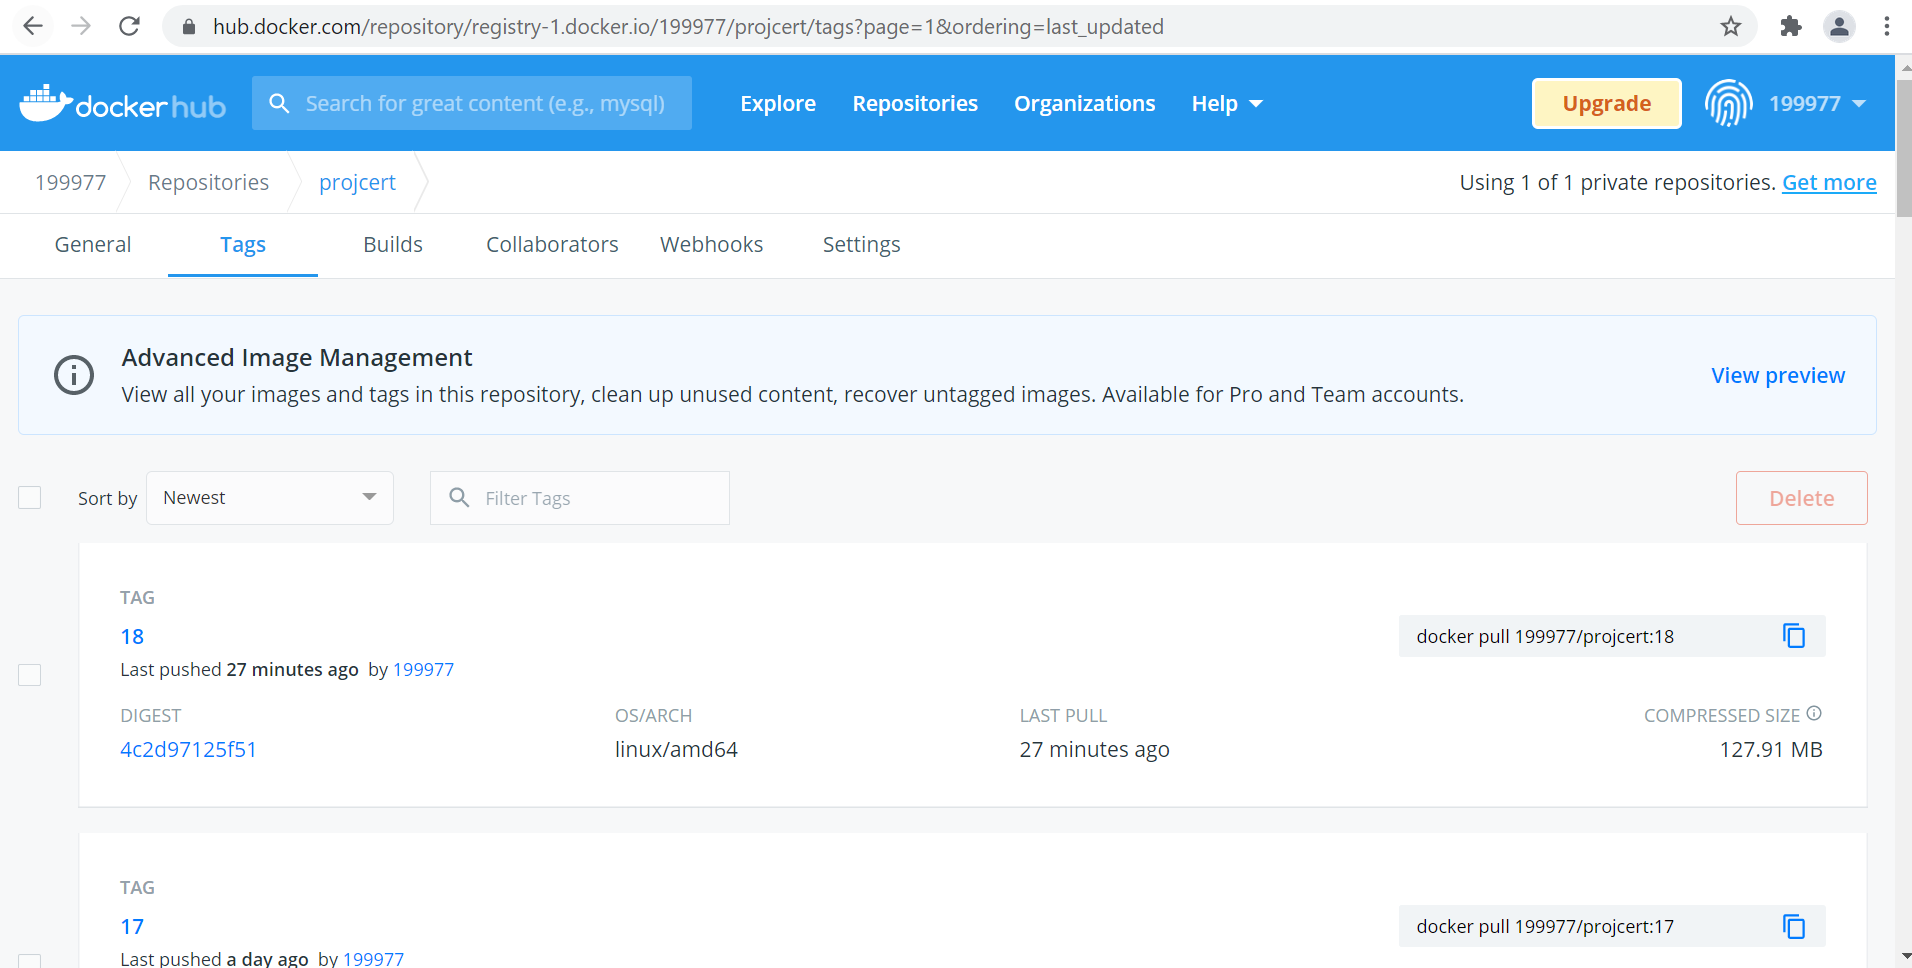 hub.docker.com/repository/registry-1.docker.io/199977/projcert/tags?page=1&ordering=last_updated
docker hub Search for great content (e.g., mysql) Explore Repositories Organizations Help Upgrade 199977
199977 Repositories projcert Using 1 of 1 private repositories. Get more
General Tags Builds Collaborators Webhooks Settings
Advanced Image Management
View all your images and tags in this repository, clean up unused content, recover untagged images. Available for Pro and Team accounts.
View preview
Sort by Newest Filter Tags Delete
TAG
18
docker pull 199977/projcert:18
Last pushed 27 minutes ago by 199977
DIGEST OS/ARCH LAST PULL COMPRESSED SIZE
4c2d97125f51 linux/amd64 27 minutes ago 127.91 MB
TAG
17
docker pull 199977/projcert:17
Last pushed a day ago by 199977